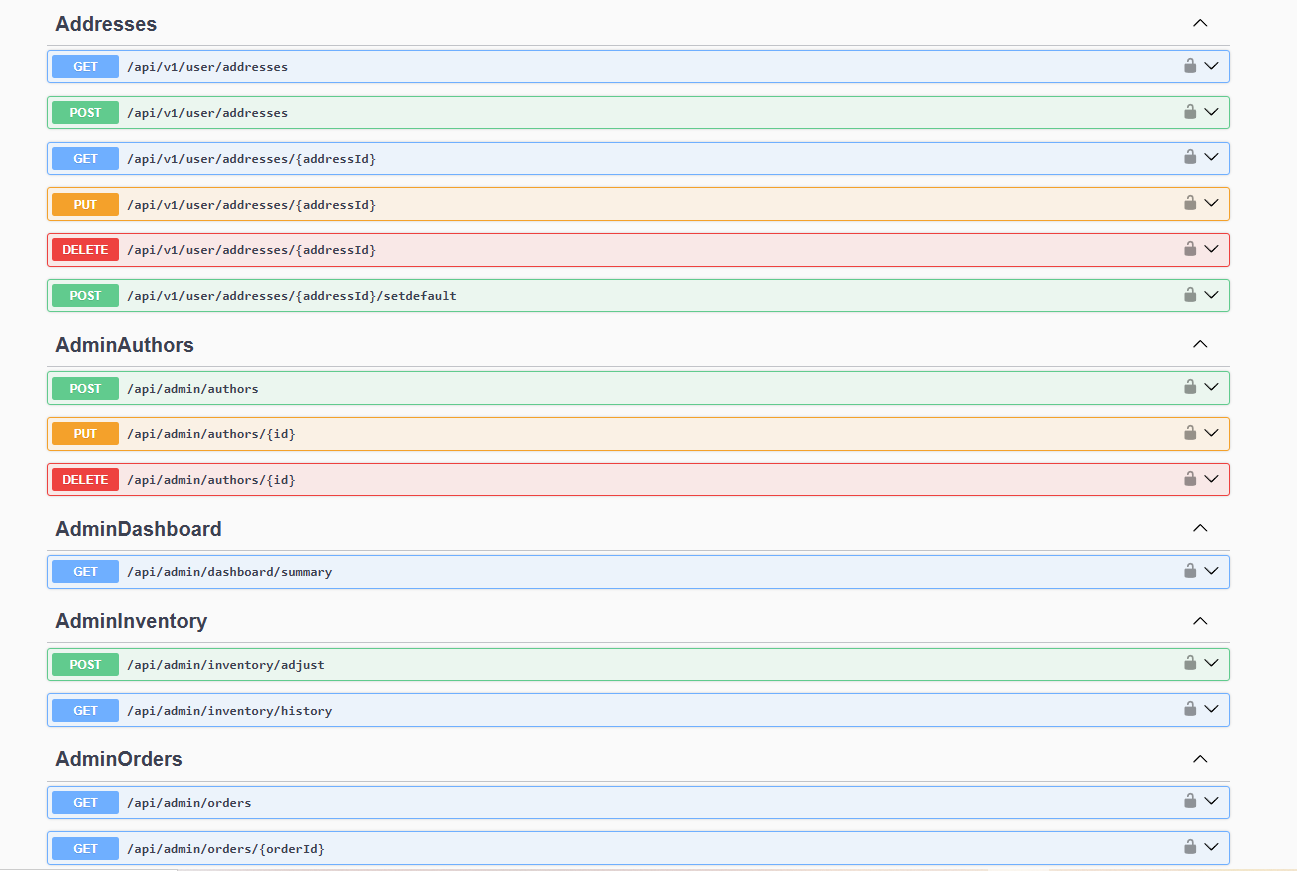 Addresses
GET /api/v1/user/addresses
POST /api/v1/user/addresses
GET /api/v1/user/addresses/{addressId}
PUT /api/v1/user/addresses/{addressId}
DELETE /api/v1/user/addresses/{addressId}
POST /api/v1/user/addresses/{addressId}/setdefault
AdminAuthors
POST /api/admin/authors
PUT /api/admin/authors/{id}
DELETE /api/admin/authors/{id}
AdminDashboard
GET /api/admin/dashboard/summary
AdminInventory
POST /api/admin/inventory/adjust
GET /api/admin/inventory/history
AdminOrders
GET /api/admin/orders
GET /api/admin/orders/{orderId}